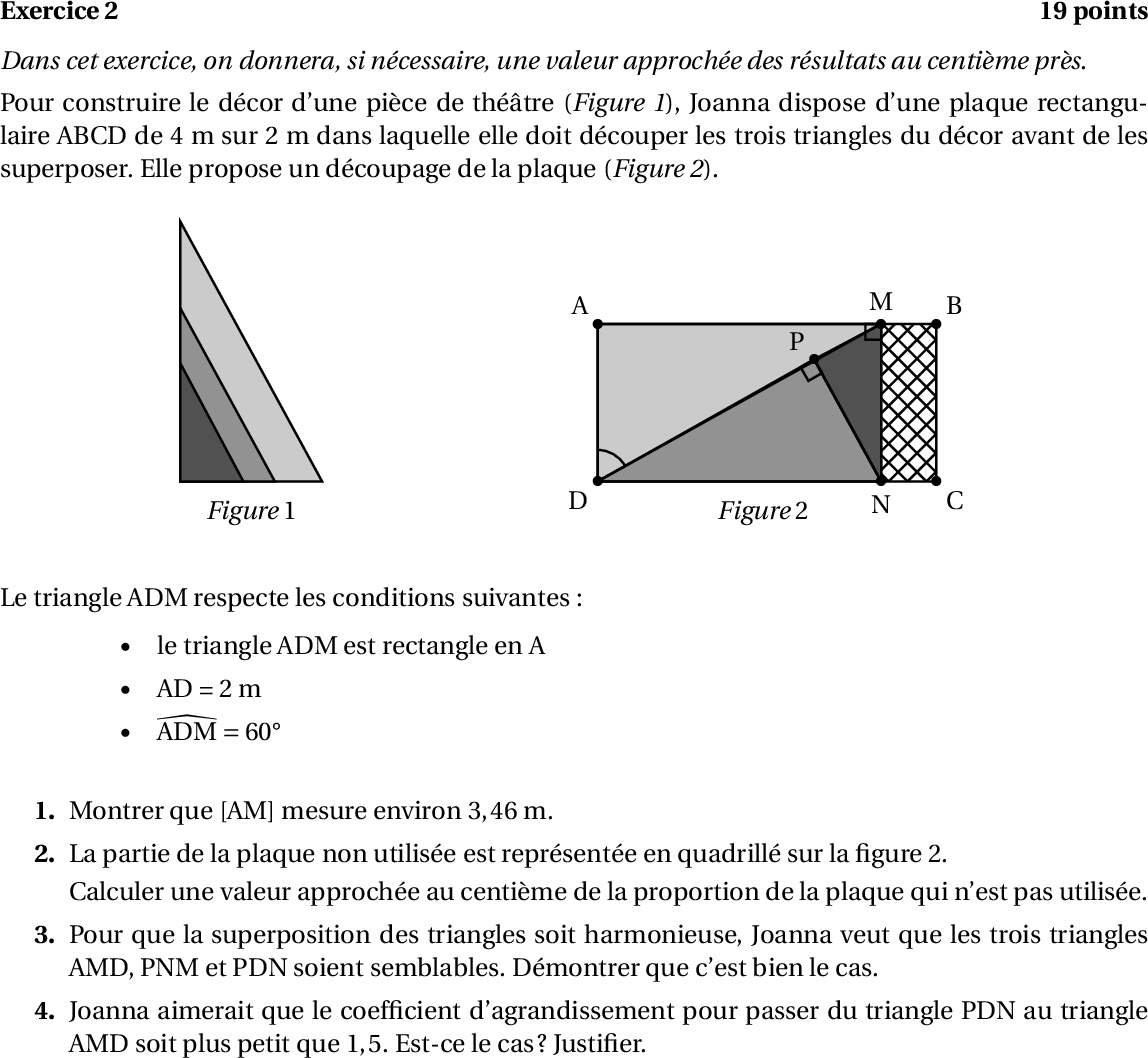 Exercice 2 19 points
Dans cet exercice, on donnera, si nécessaire, une valeur approchée des résultats au centième près.
Pour construire le décor d'une pièce de théâtre (Figure 1), Joanna dispose d'une plaque rectangu-
laire ABCD de 4 m sur 2 m dans laquelle elle doit découper les trois triangles du décor avant de les
superposer. Elle propose un découpage de la plaque (Figure 2).
A M B
P
D N C
Figure 1 Figure 2
Le triangle ADM respecte les conditions suivantes :
• le triangle ADM est rectangle en A
• AD = 2 m
• \widehat{ADM} = 60°
1. Montrer que [AM] mesure environ 3,46 m.
2. La partie de la plaque non utilisée est représentée en quadrillé sur la figure 2.
Calculer une valeur approchée au centième de la proportion de la plaque qui n'est pas utilisée.
3. Pour que la superposition des triangles soit harmonieuse, Joanna veut que les trois triangles
AMD, PNM et PDN soient semblables. Démontrer que c'est bien le cas.
4. Joanna aimerait que le coefficient d'agrandissement pour passer du triangle PDN au triangle
AMD soit plus petit que 1,5. Est-ce le cas ? Justifier.